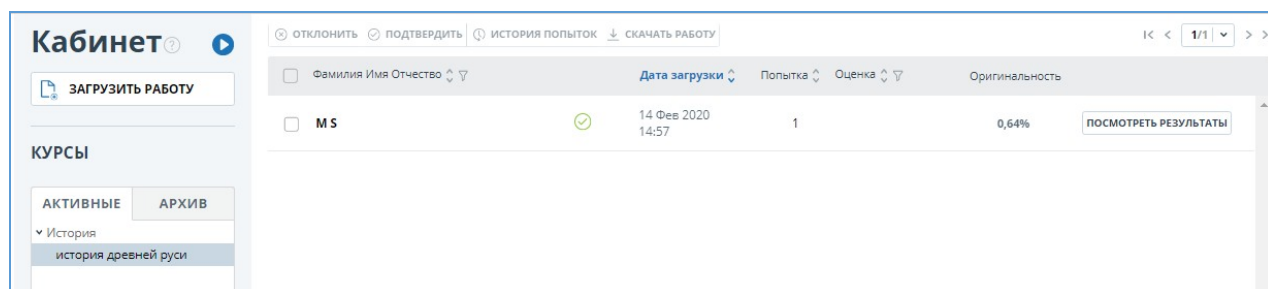 Кабинет
ЗАГРУЗИТЬ РАБОТУ
КУРСЫ
АКТИВНЫЕ АРХИВ
История
история древней руси
ОТКЛОНИТЬ ПОДТВЕРДИТЬ ИСТОРИЯ ПОПЫТОК СКАЧАТЬ РАБОТУ 1/1
Фамилия Имя Отчество Дата загрузки Попытка Оценка Оригинальность
M S 14 Фев 2020 1 0,64% ПОСМОТРЕТЬ РЕЗУЛЬТАТЫ
14:57